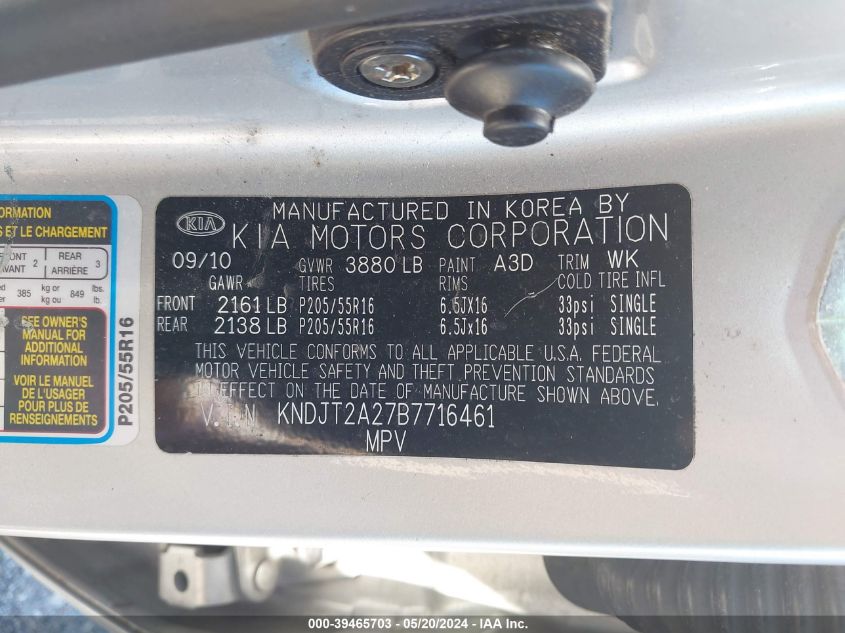 ORMATION
S ET LE CHARGEMENT
FRONT 2 REAR 3
AVANT ARRIÈRE
ed 385 kg or 849 lbs.
kg ou lb.
SEE OWNER'S
MANUAL FOR
ADDITIONAL
INFORMATION
VOIR LE MANUEL
DE L'USAGER
POUR PLUS DE
RENSEIGNEMENTS
P205/55R16
KIA
MANUFACTURED IN KOREA BY
KIA MOTORS CORPORATION
09/10 GVWR 3880 LB PAINT A3D TRIM WK
GAWR TIRES RIMS COLD TIRE INFL
FRONT 2161 LB P205/55R16 6.5Jx16 33psi SINGLE
REAR 2138 LB P205/55R16 6.5Jx16 33psi SINGLE
THIS VEHICLE CONFORMS TO ALL APPLICABLE U.S.A. FEDERAL
MOTOR VEHICLE SAFETY AND THEFT PREVENTION STANDARDS
IN EFFECT ON THE DATE OF MANUFACTURE SHOWN ABOVE.
V.I.N KNDJT2A27B7716461
MPV
000-39465703 - 05/20/2024 - IAA Inc.